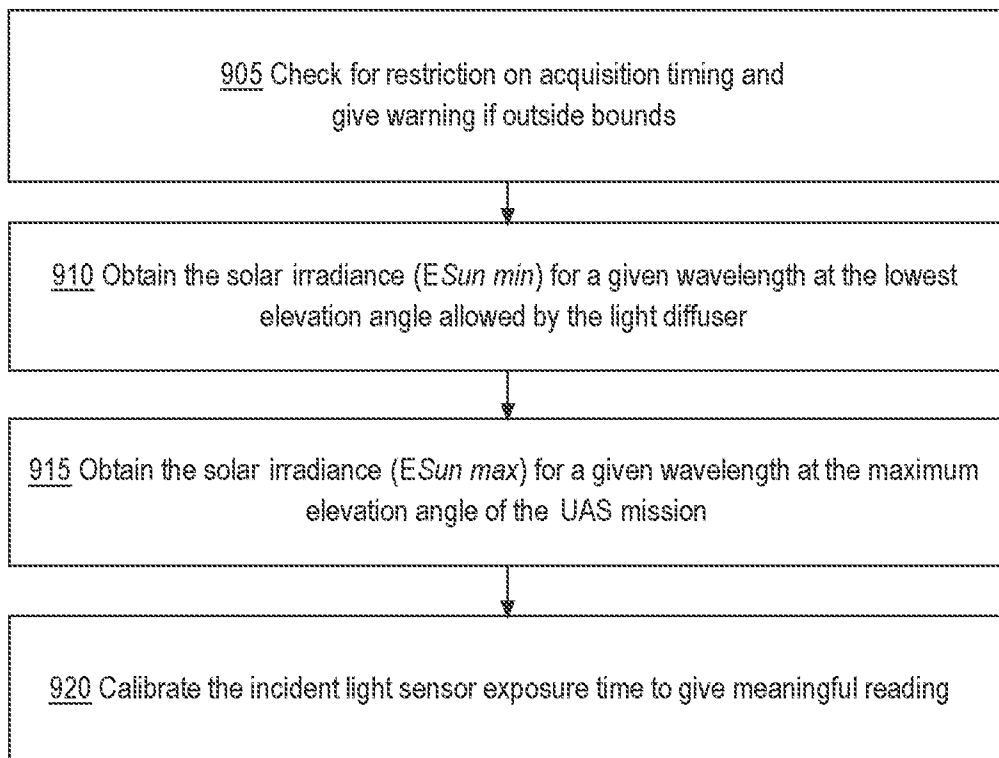 905 Check for restriction on acquisition timing and
give warning if outside bounds
910 Obtain the solar irradiance (ESun min) for a given wavelength at the lowest
elevation angle allowed by the light diffuser
915 Obtain the solar irradiance (ESun max) for a given wavelength at the maximum
elevation angle of the UAS mission
920 Calibrate the incident light sensor exposure time to give meaningful reading